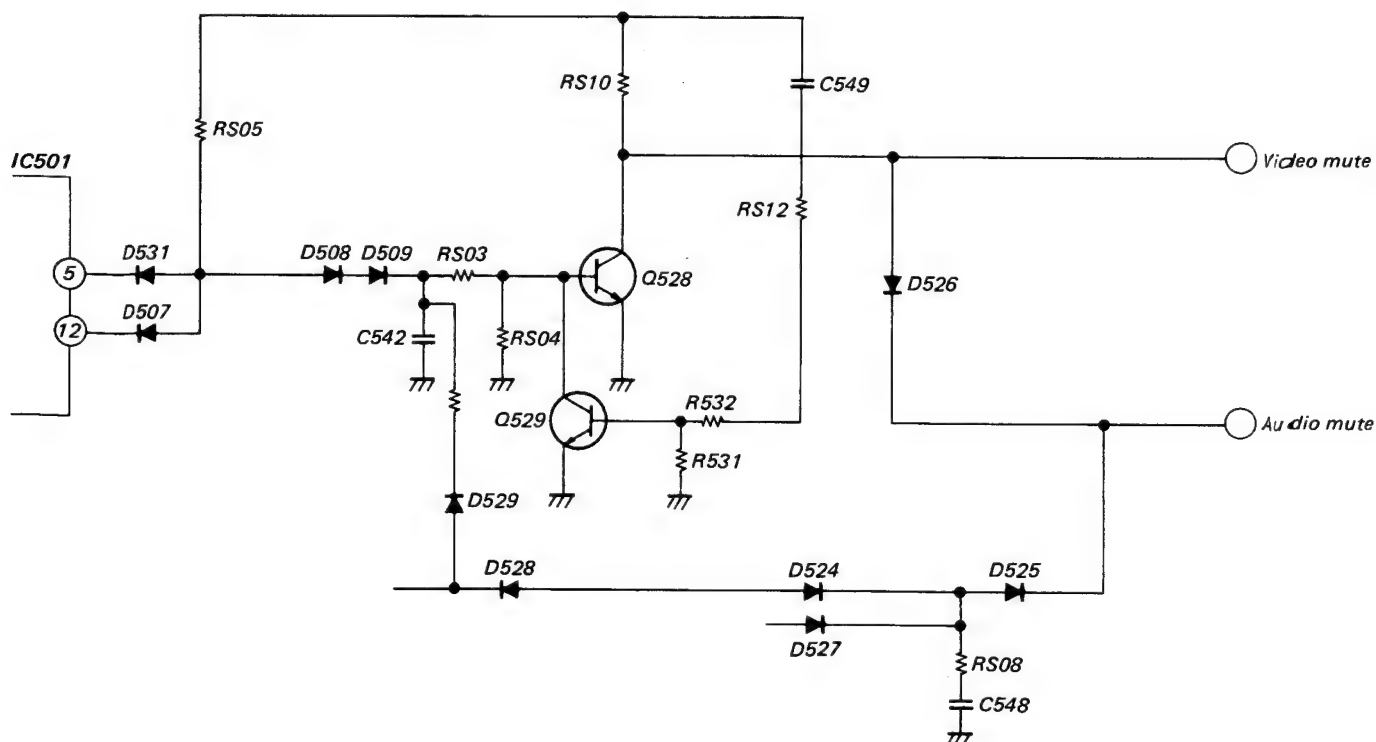 RS10
C549
RS05
IC501
Video mute
RS12
D531
D508
D509
RS03
5
Q528
D526
D507
12
C542
RS04
Q529
R532
Audio mute
R531
D529
D528
D524
D525
D527
RS08
C548